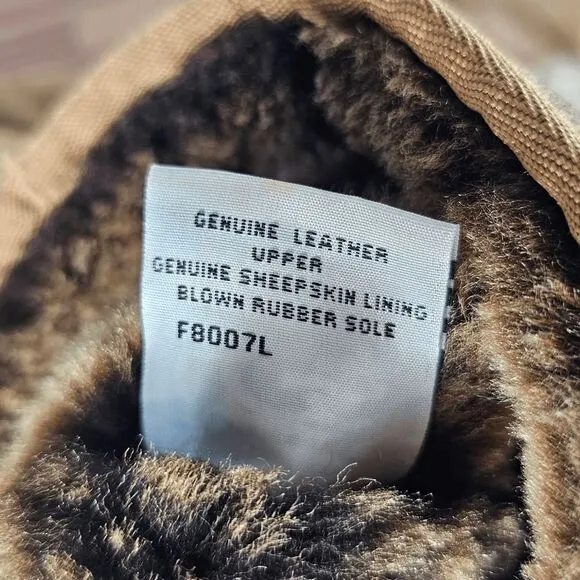 GENUINE LEATHER
UPPER
GENUINE SHEEPSKIN LINING
BLOWN RUBBER SOLE
F8007L